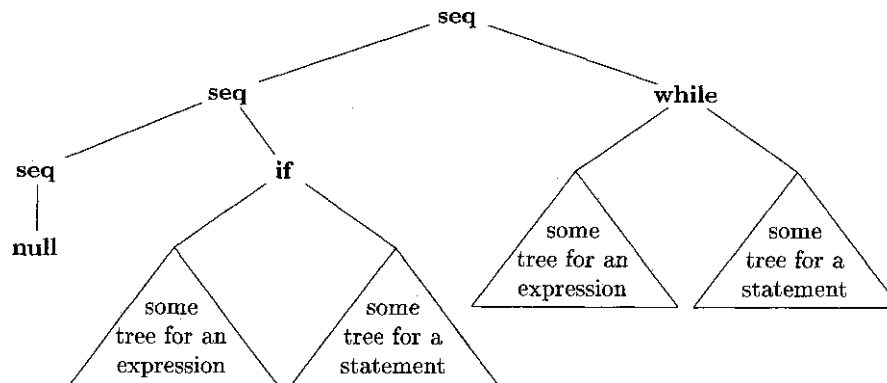 seq
seq
while
seq
if
null
some
tree for an
expression
some
tree for a
statement
some
tree for an
expression
some
tree for a
statement